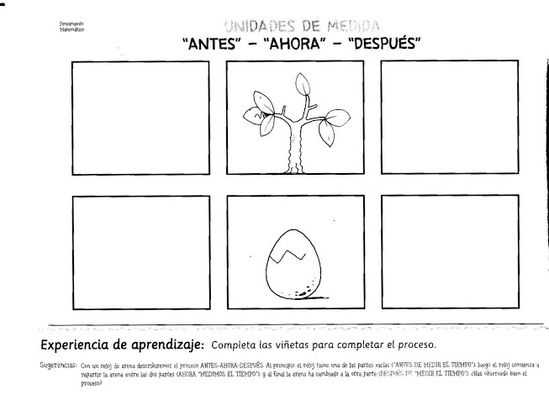 Pensamiento
Matemático
UNIDADES DE MEDIDA
“ANTES” - “AHORA” - “DESPUÉS”
Experiencia de aprendizaje: Completa las viñetas para completar el proceso.
Sugerencias: Con un reloj de arena describiremos el proceso ANTES-AHORA-DESPUÉS. Al principio el reloj tiene una de las partes vacías ("ANTES DE MEDIR EL TIEMPO"); luego el reloj comienza a
repartir la arena entre las dos partes (AHORA "MEDIMOS EL TIEMPO"); y al final la arena ha cambiado a la otra parte (DESPUÉS DE "MEDIR EL TIEMPO"). ¿Has observado bien el
proceso?